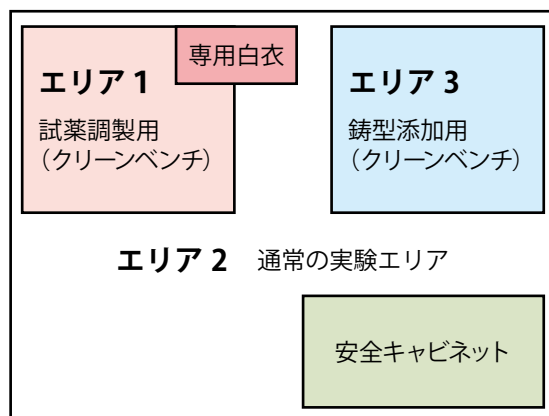 専用白衣
エリア 1
試薬調製用
（クリーンベンチ）
エリア 3
鋳型添加用
（クリーンベンチ）
エリア 2 通常の実験エリア
安全キャビネット